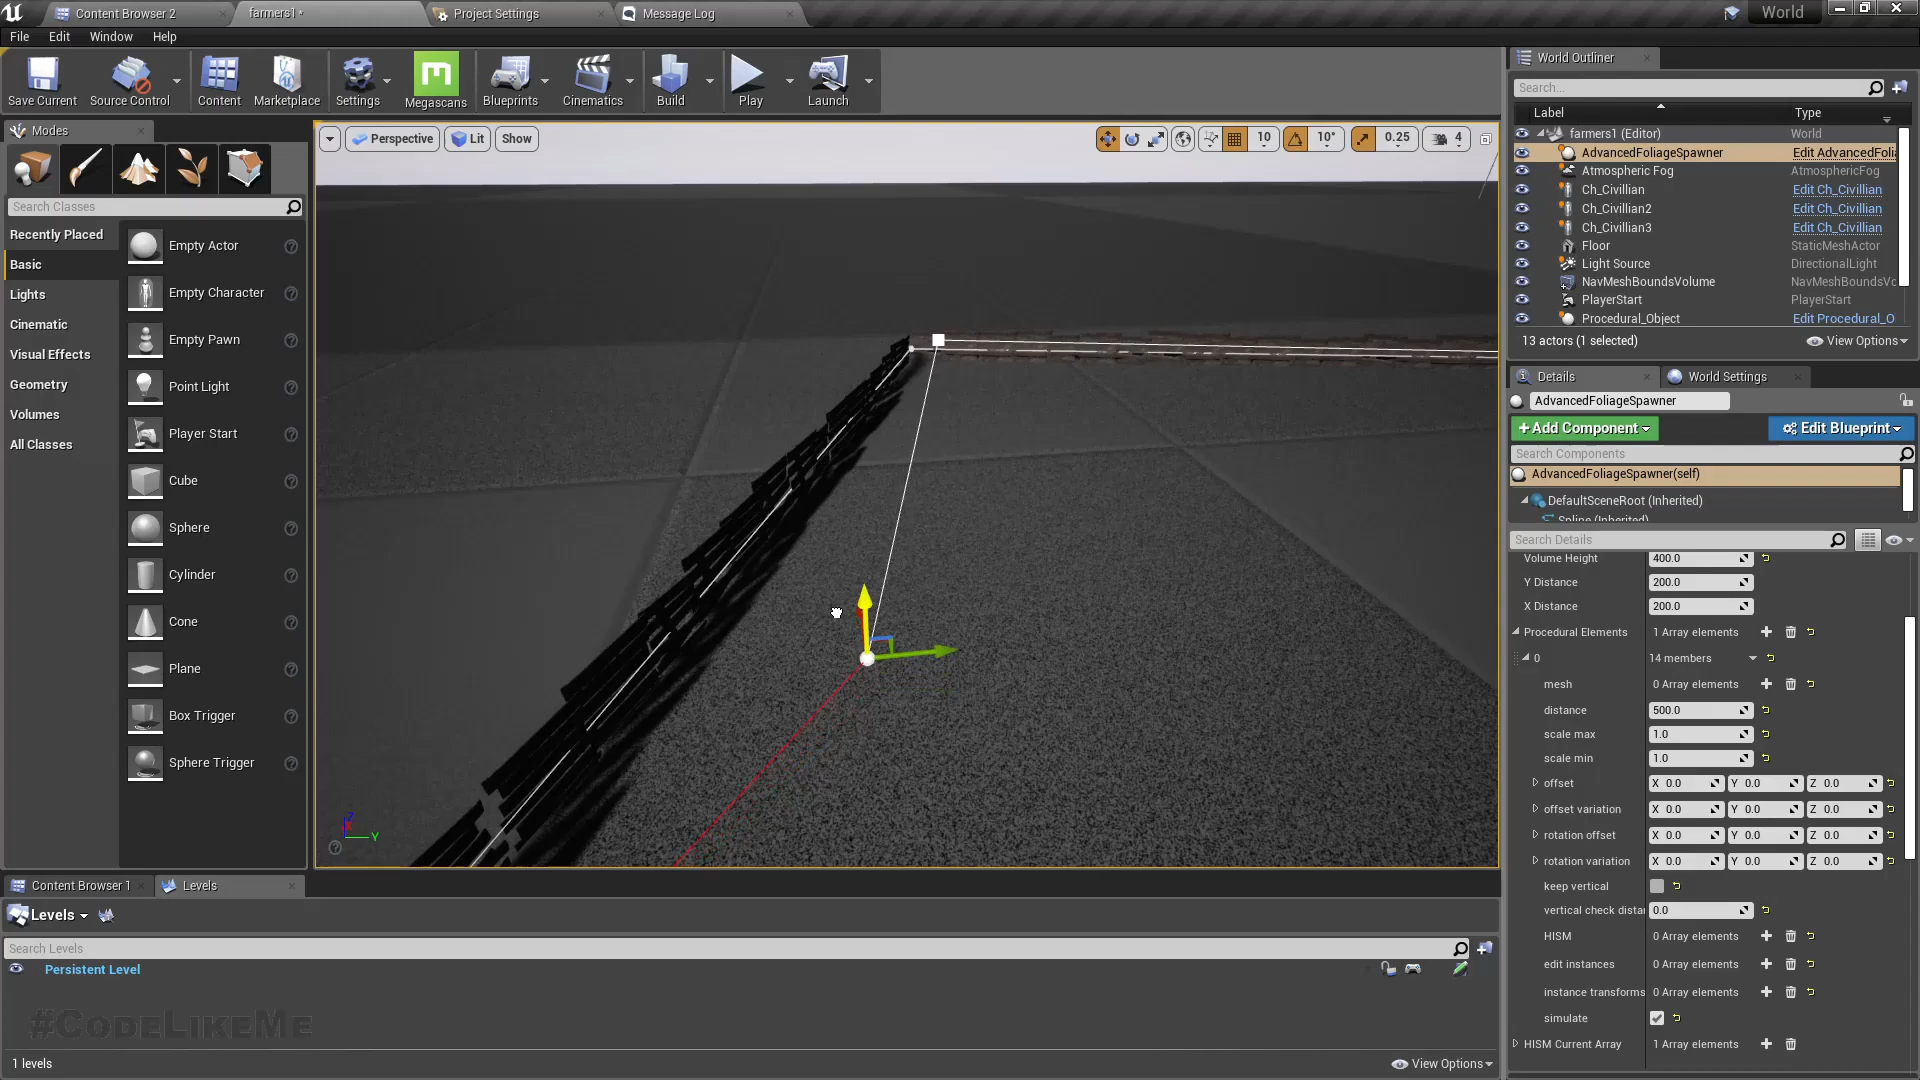 Content Browser 2
farmers1*
Project Settings
Message Log
World
File
Edit
Window
Help
Save Current
Source Control
Content
Marketplace
Settings
Megascans
Blueprints
Cinematics
Build
Play
Launch
Modes
Search Classes
Recently Placed
Basic
Lights
Cinematic
Visual Effects
Geometry
Volumes
All Classes
Empty Actor
Empty Character
Empty Pawn
Point Light
Player Start
Cube
Sphere
Cylinder
Cone
Plane
Box Trigger
Sphere Trigger
Perspective
Lit
Show
10
10°
0.25
4
Z
Y
World Outliner
Search...
Label
Type
farmers1 (Editor)
World
AdvancedFoliageSpawner
Edit AdvancedFolia
Atmospheric Fog
AtmosphericFog
Ch_Civillian
Edit Ch_Civillian
Ch_Civillian2
Edit Ch_Civillian
Ch_Civillian3
Edit Ch_Civillian
Floor
StaticMeshActor
Light Source
DirectionalLight
NavMeshBoundsVolume
NavMeshBoundsVo
PlayerStart
PlayerStart
Procedural_Object
Edit Procedural_O
13 actors (1 selected)
View Options
Details
World Settings
AdvancedFoliageSpawner
+Add Component
Edit Blueprint
Search Components
AdvancedFoliageSpawner(self)
DefaultSceneRoot (Inherited)
Spline (Inherited)
Search Details
Volume Height
400.0
Y Distance
200.0
X Distance
200.0
Procedural Elements
1 Array elements
0
14 members
mesh
0 Array elements
distance
500.0
scale max
1.0
scale min
1.0
offset
X 0.0
Y 0.0
Z 0.0
offset variation
X 0.0
Y 0.0
Z 0.0
rotation offset
X 0.0
Y 0.0
Z 0.0
rotation variation
X 0.0
Y 0.0
Z 0.0
keep vertical
vertical check distan
0.0
HISM
0 Array elements
edit instances
0 Array elements
instance transforms
0 Array elements
simulate
HISM Current Array
1 Array elements
Content Browser 1
Levels
Levels
Search Levels
Persistent Level
#CodeLikeMe
1 levels
View Options